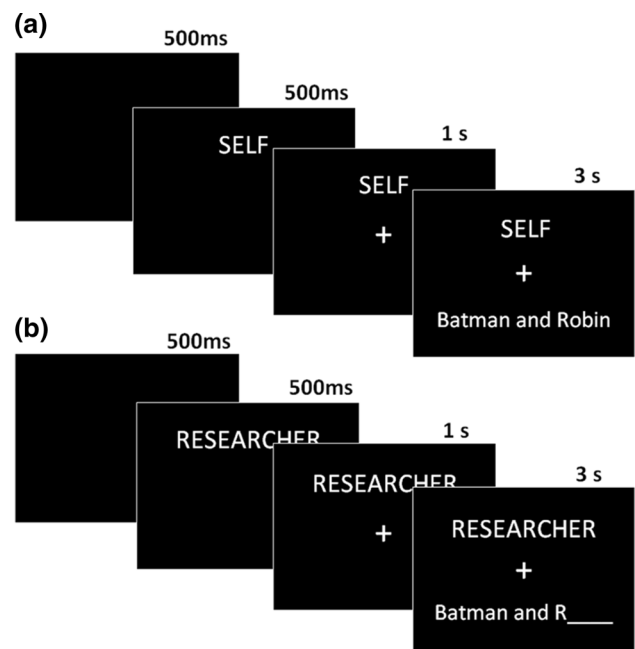 (a)
500ms
500ms
SELF
1 s
SELF
+
3 s
SELF
+
Batman and Robin
(b)
500ms
500ms
RESEARCHER
1 s
RESEARCHER
+
3 s
RESEARCHER
+
Batman and R____